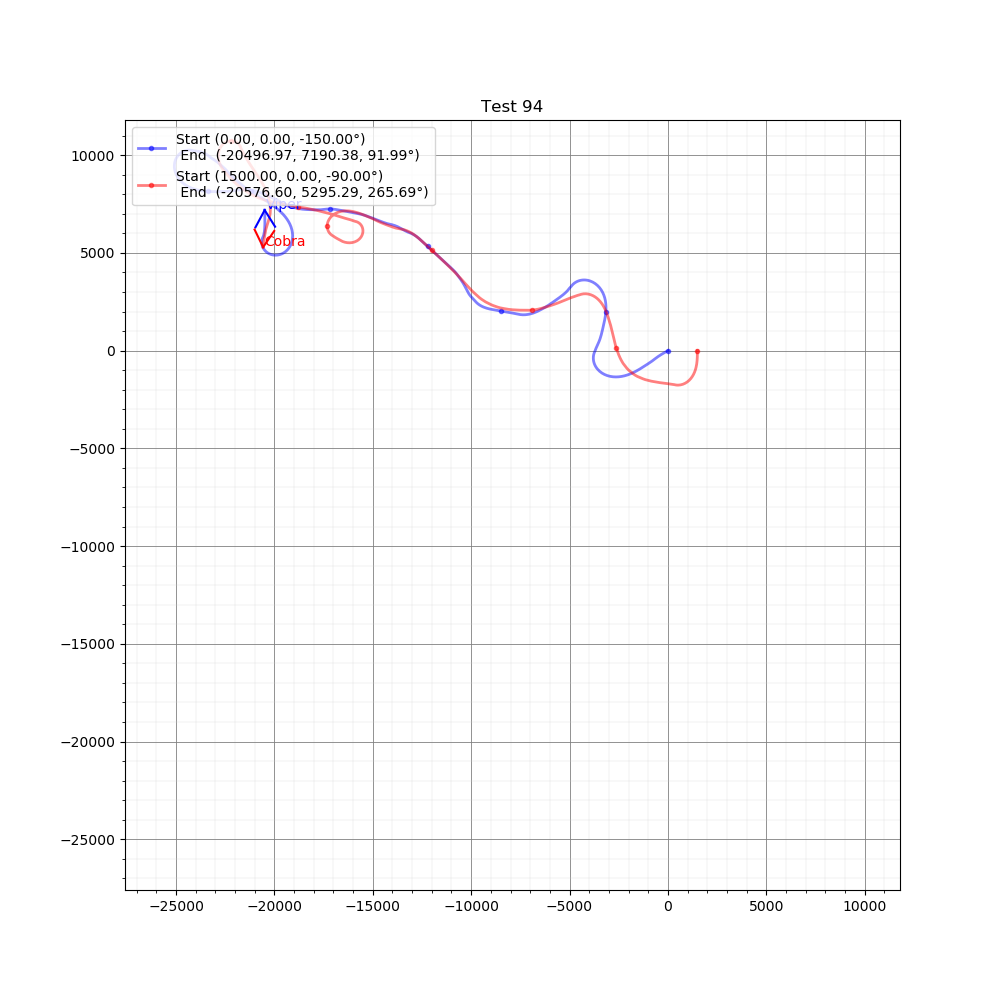 Test 94
Start (0.00, 0.00, -150.00°)
End (-20496.97, 7190.38, 91.99°)
Start (1500.00, 0.00, -90.00°)
End (-20576.60, 5295.29, 265.69°)
Viper
Cobra
10000
5000
0
−5000
−10000
−15000
−20000
−25000
−25000 −20000 −15000 −10000 −5000 0 5000 10000